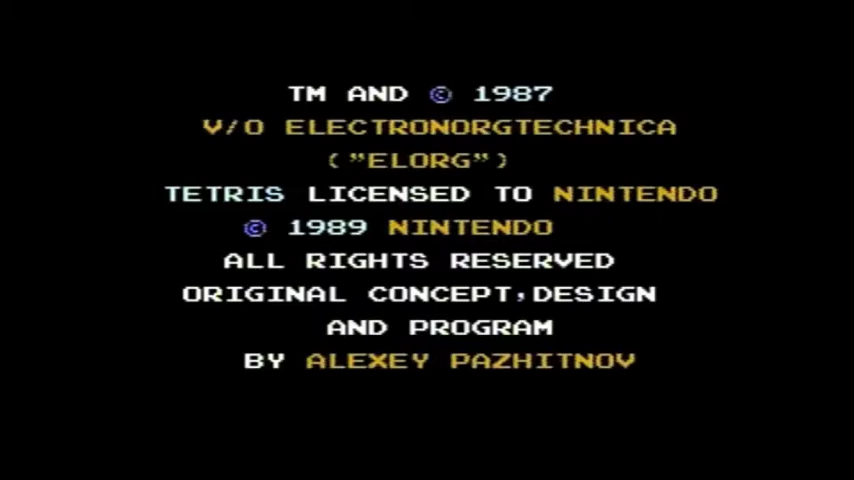 TM AND © 1987
V/O ELECTRONORGTECHNICA
("ELORG")
TETRIS LICENSED TO NINTENDO
© 1989 NINTENDO
ALL RIGHTS RESERVED
ORIGINAL CONCEPT,DESIGN
AND PROGRAM
BY ALEXEY PAZHITNOV